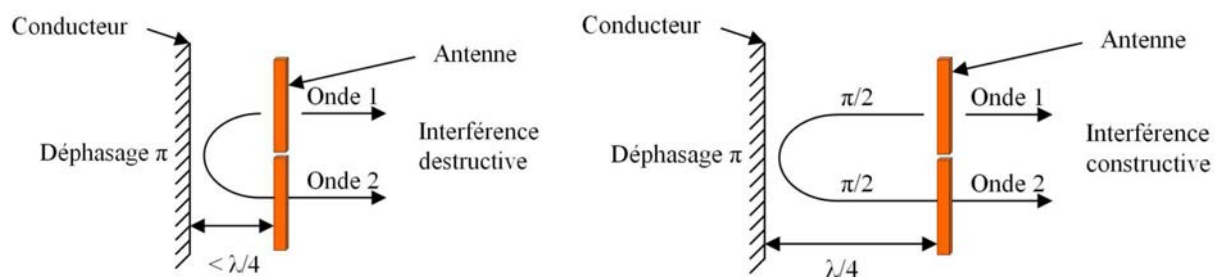 Conducteur
Antenne
Onde 1
Déphasage π
Interférence
destructive
Onde 2
< λ/4
Conducteur
Antenne
π/2
Onde 1
Déphasage π
Interférence
constructive
π/2
Onde 2
λ/4